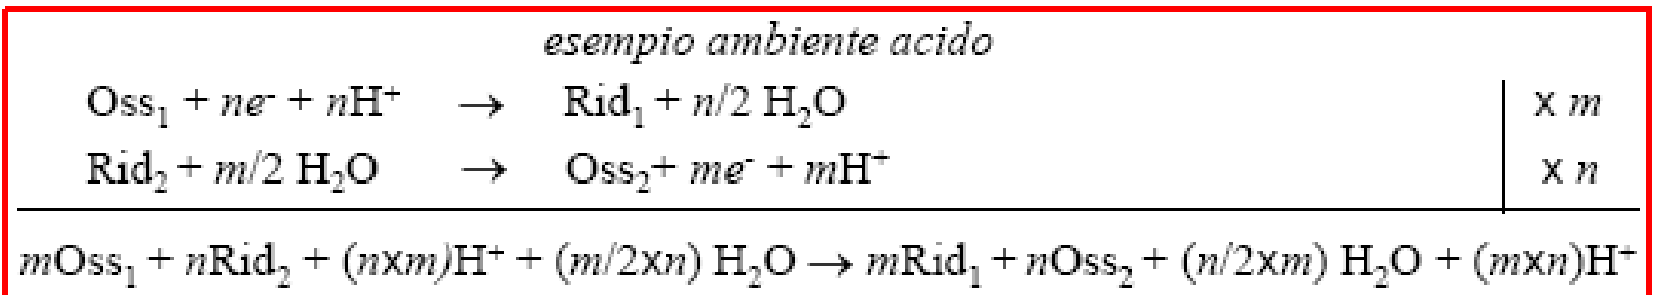 esempio ambiente acido
Oss₁ + ne⁻ + nH⁺ → Rid₁ + n/2 H₂O x m
Rid₂ + m/2 H₂O → Oss₂+ me⁻ + mH⁺ x n
mOss₁ + nRid₂ + (nxm)H⁺ + (m/2xn) H₂O → mRid₁ + nOss₂ + (n/2xm) H₂O + (mxn)H⁺